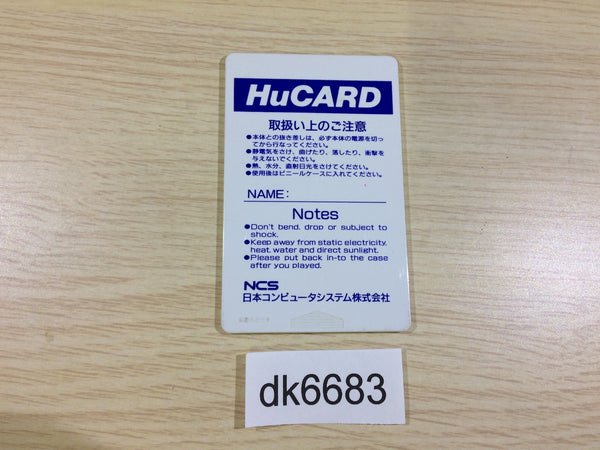 HuCARD
取扱い上のご注意
●本体との抜き差しは、必ず本体の電源を切っ
てから行なってください。
●静電気をさけ、曲げたり、落したり、衝撃を
与えないでください。
●熱、水分、直射日光をさけてください。
●使用後はビニールケースに入れてください。
NAME:
Notes
●Don't bend, drop or subject to
shock.
●Keep away from static electricity,
heat, water and direct sunlight.
●Please put back in-to the case
after you played.
NCS
日本コンピュータシステム株式会社
dk6683